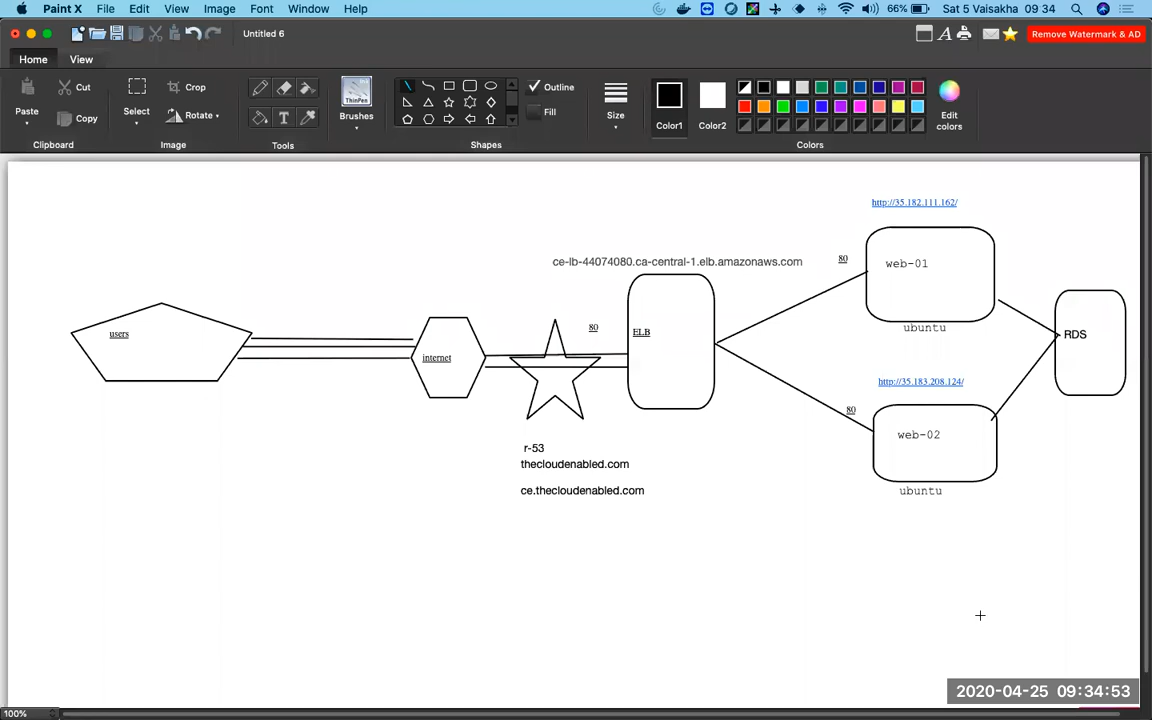 Paint X File Edit View Image Font Window Help
66% Sat 5 Vaisakha 09 34
Untitled 6
Remove Watermark & AD
Home View
Paste Cut Copy
Select Crop Rotate
ThinPen
Brushes
Outline
Fill
Size
Color1 Color2
Edit colors
Clipboard Image Tools Shapes Colors
http://35.182.111.162/
ce-lb-44074080.ca-central-1.elb.amazonaws.com
80
web-01
ubuntu
users
80
ELB
RDS
internet
http://35.183.208.124/
80
web-02
ubuntu
r-53
thecloudenabled.com
ce.thecloudenabled.com
2020-04-25 09:34:53
100%